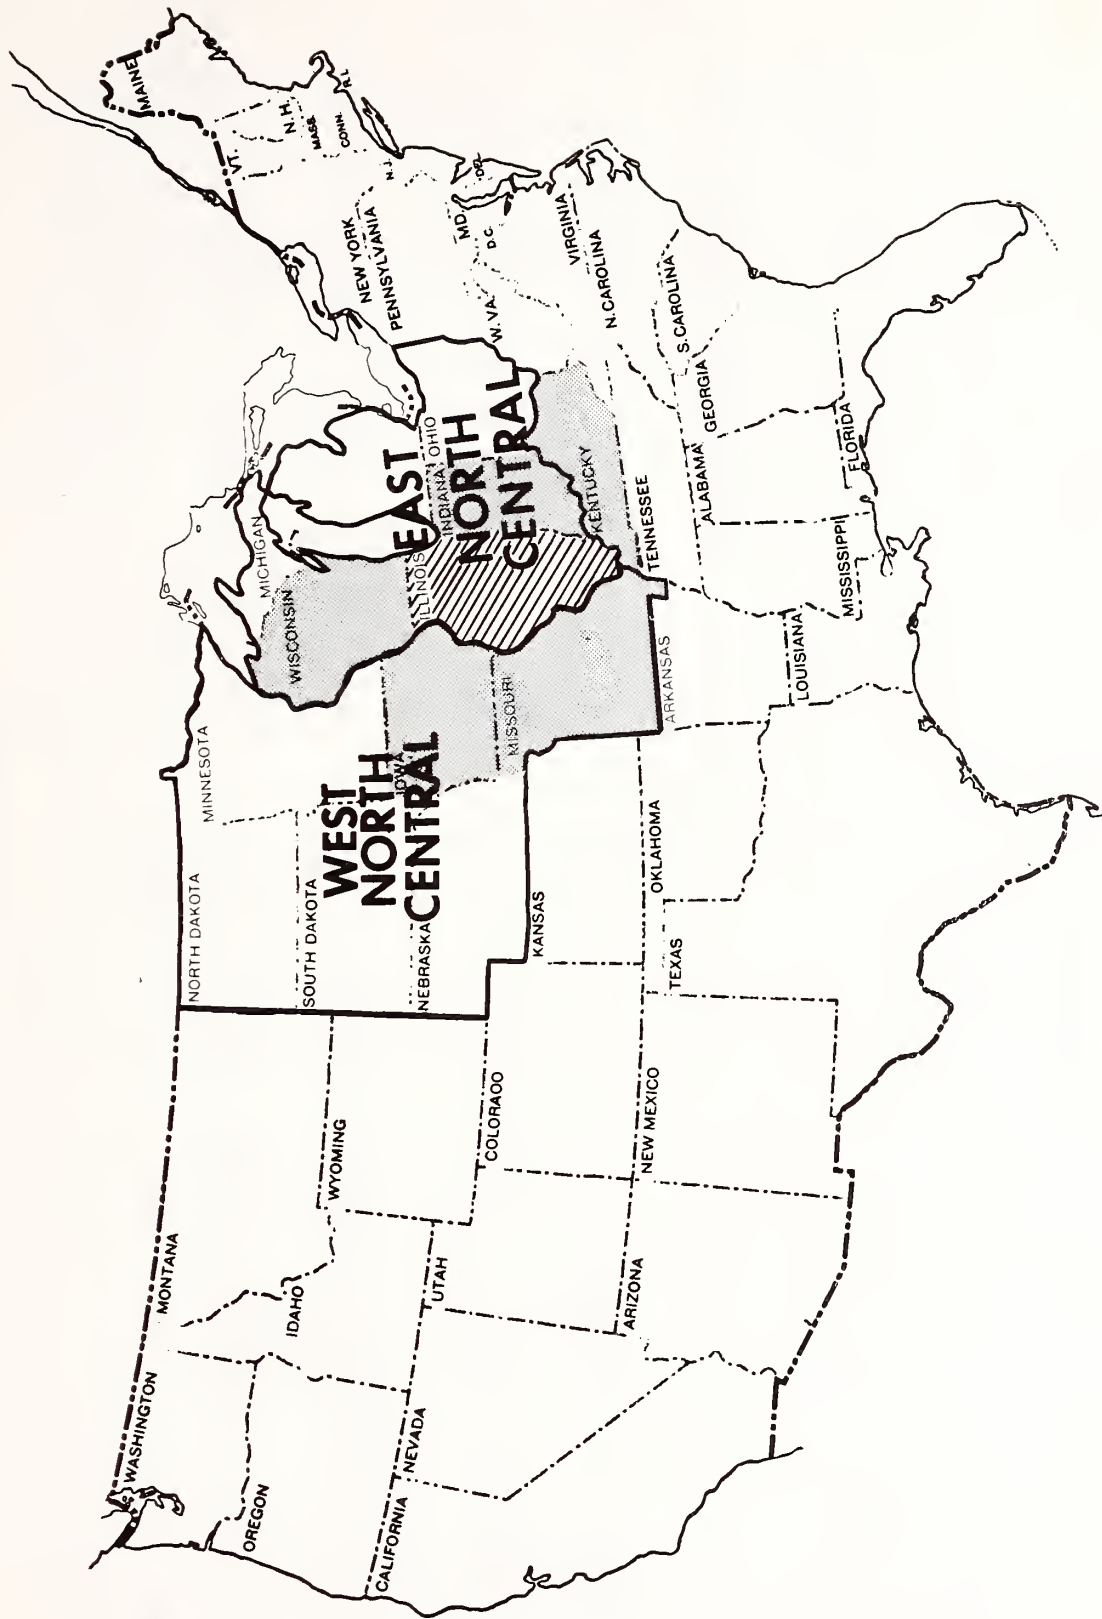 WASHINGTON
MONTANA
NORTH DAKOTA
MINNESOTA
MAINE
OREGON
IDAHO
WYOMING
SOUTH DAKOTA
WISCONSIN
MICHIGAN
VT.
N. H.
MASS.
CONN.
R. I.
NEW YORK
PENNSYLVANIA
N. J.
WEST
NORTH
CENTRAL
EAST
NORTH
CENTRAL
CALIFORNIA
NEVADA
UTAH
COLORAOO
NEBRASKA
IOWA
ILLINOIS
INDIANA
OHIO
W. VA.
MD.
DEL.
D.C.
VIRGINIA
KANSAS
MISSOURI
KENTUCKY
N. CAROLINA
ARIZONA
NEW MEXICO
TEXAS
OKLAHOMA
ARKANSAS
TENNESSEE
S. CAROLINA
LOUISIANA
MISSISSIPPI
ALABAMA
GEORGIA
FLORIDA